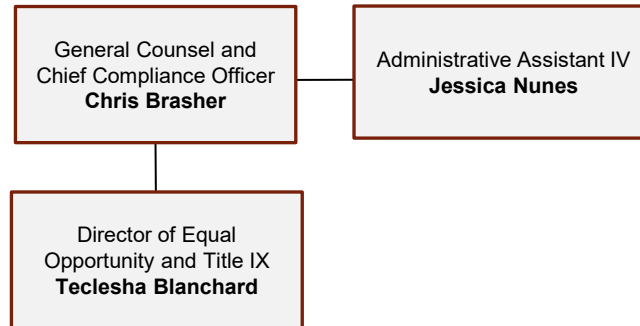 General Counsel and
Chief Compliance Officer
Chris Brasher
Administrative Assistant IV
Jessica Nunes
Director of Equal
Opportunity and Title IX
Teclesha Blanchard